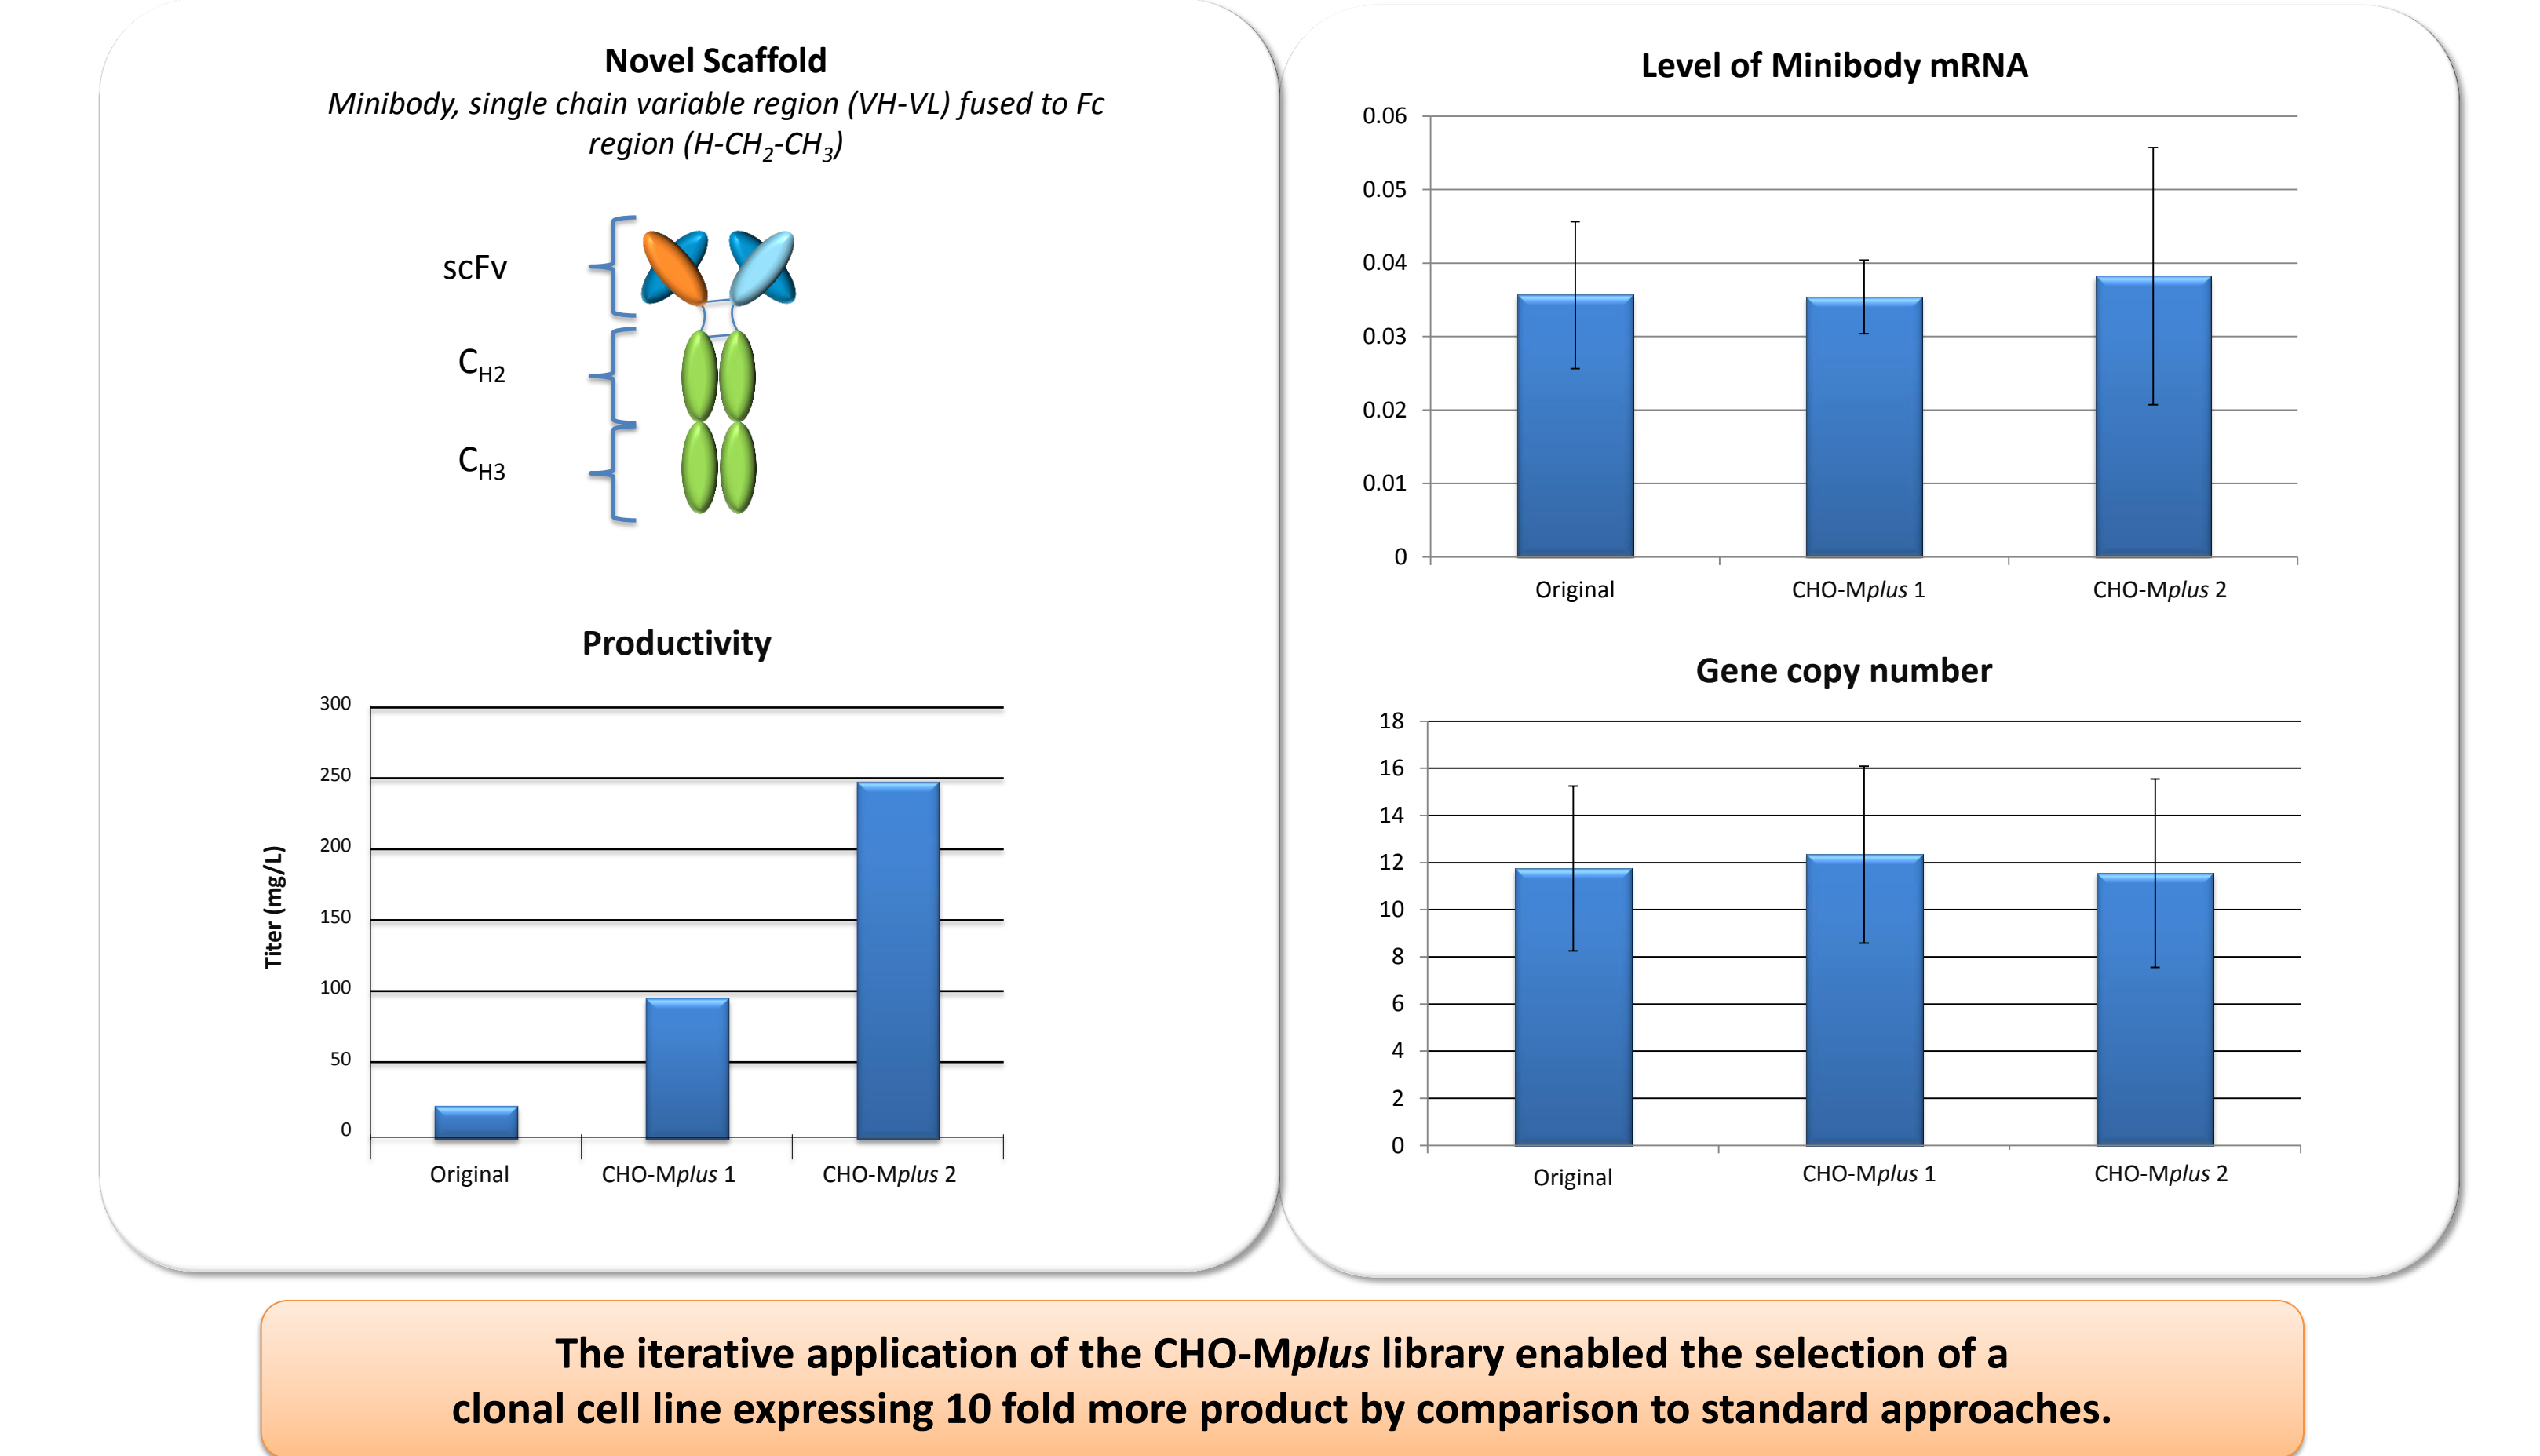 Novel Scaffold
Minibody, single chain variable region (VH-VL) fused to Fc
region (H-CH2-CH3)
scFv
CH2
CH3
Productivity
Titer (mg/L)
300
250
200
150
100
50
0
Original
CHO-Mplus 1
CHO-Mplus 2
Level of Minibody mRNA
0.06
0.05
0.04
0.03
0.02
0.01
0
Original
CHO-Mplus 1
CHO-Mplus 2
Gene copy number
18
16
14
12
10
8
6
4
2
0
Original
CHO-Mplus 1
CHO-Mplus 2
The iterative application of the CHO-Mplus library enabled the selection of a
clonal cell line expressing 10 fold more product by comparison to standard approaches.